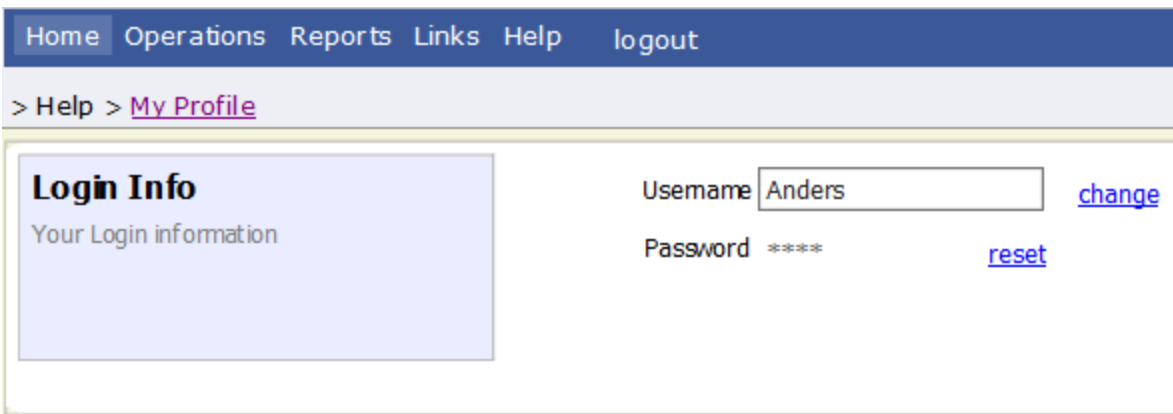 Home Operations Reports Links Help logout
> Help > My Profile
Login Info
Your Login information
Username Anders change
Password **** reset